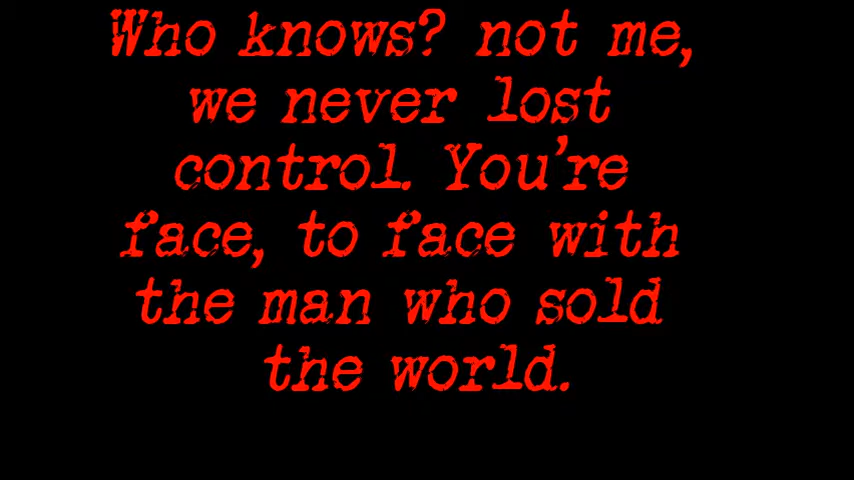 Who knows? not me,
we never lost
control. You're
face, to face with
the man who sold
the world.